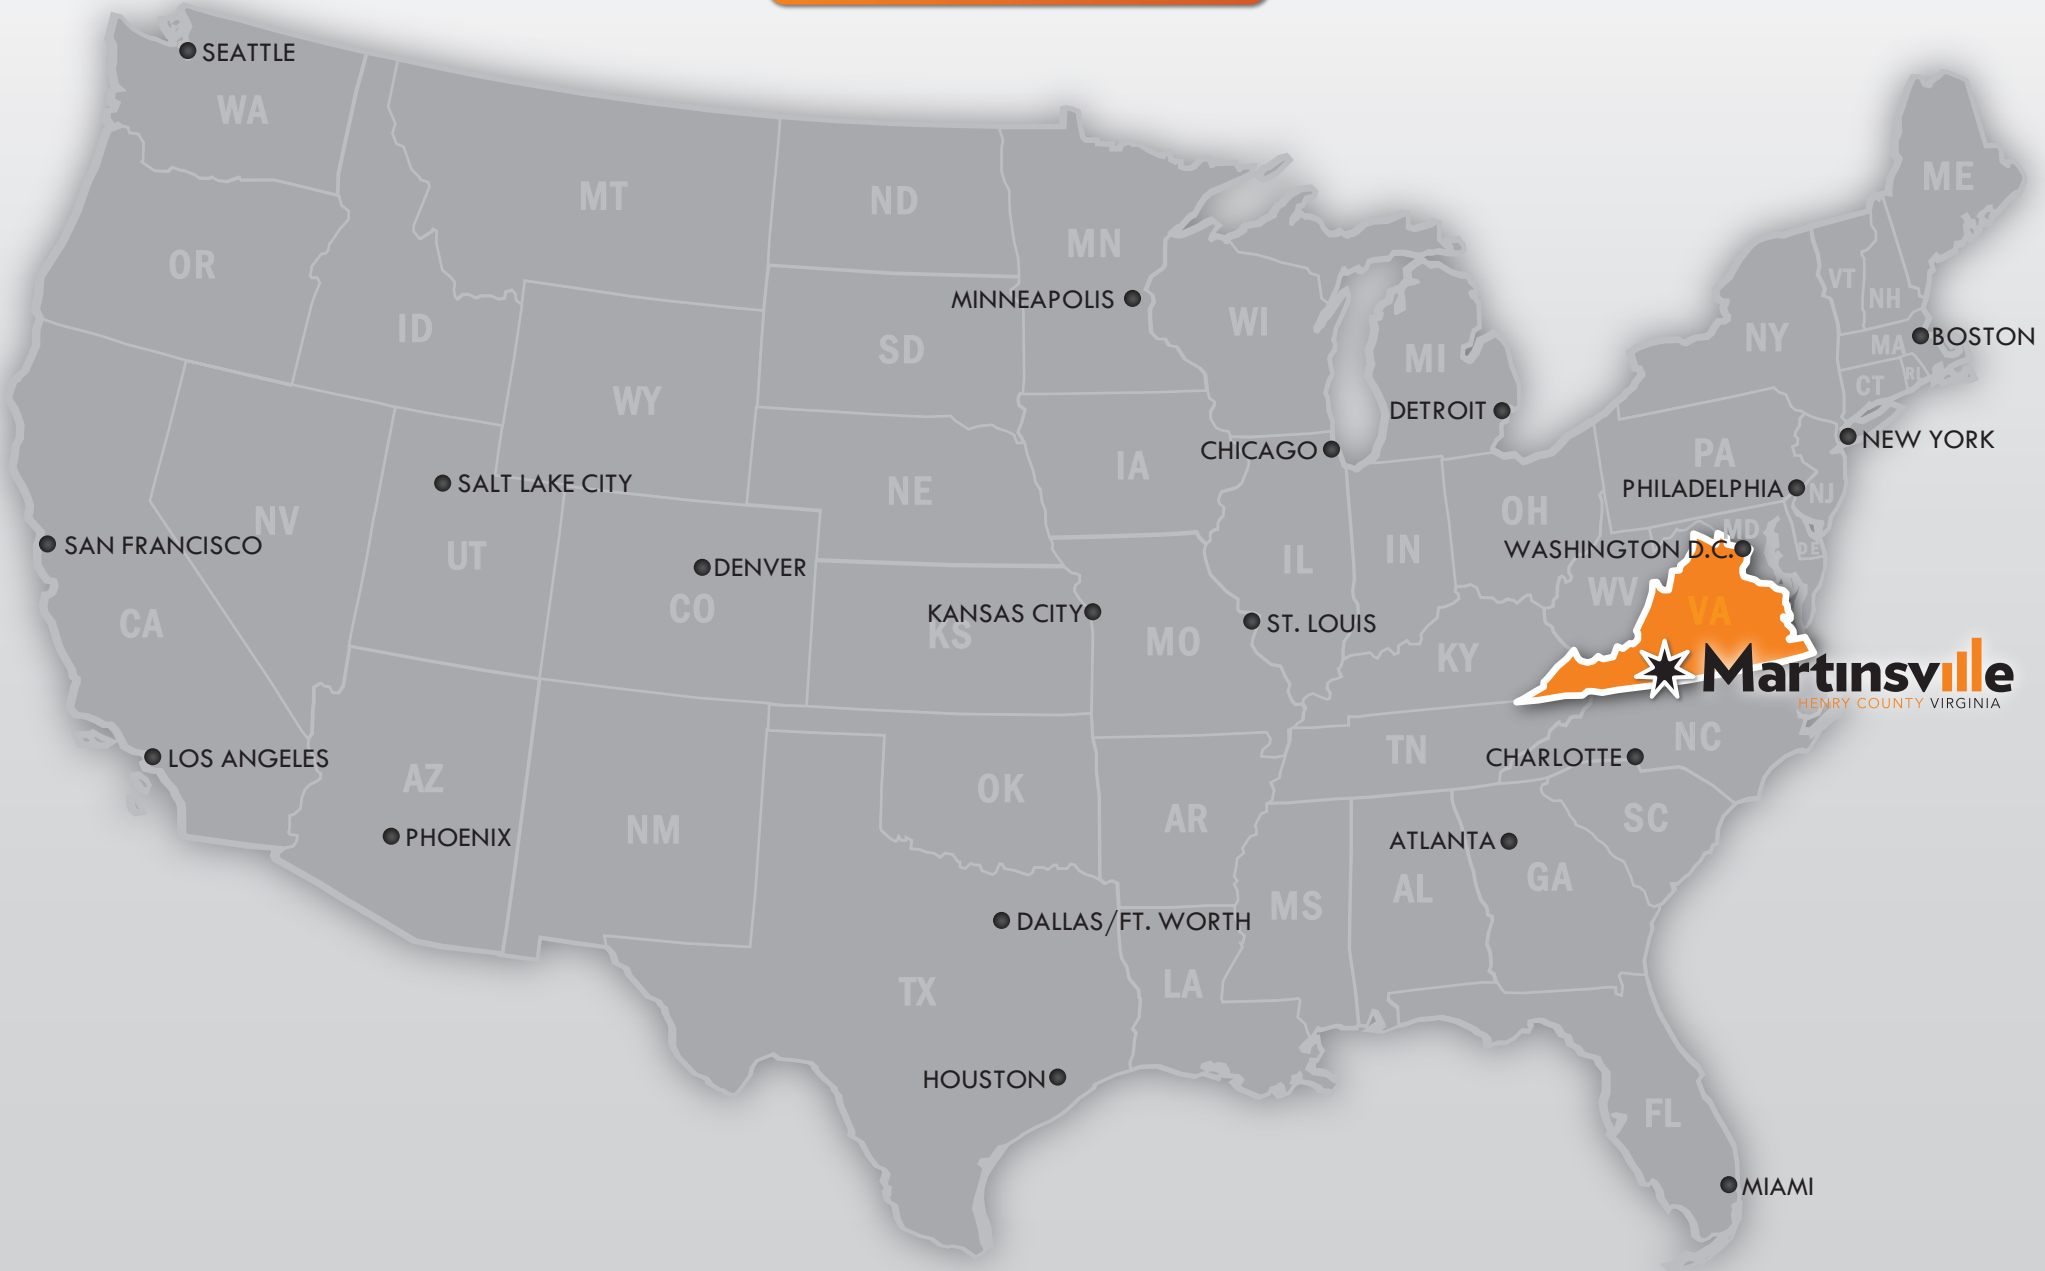 SEATTLE
WA
MT
ND
ME
MN
OR
VT
NH
MINNEAPOLIS
WI
ID
NY
BOSTON
MA
SD
MI
CT
RI
WY
DETROIT
NEW YORK
CHICAGO
PA
IA
SALT LAKE CITY
NE
PHILADELPHIA
NJ
OH
NV
MD
SAN FRANCISCO
UT
IL
IN
WASHINGTON D.C.
DE
DENVER
WV
CO
VA
KANSAS CITY
CA
ST. LOUIS
KS
MO
KY
Martinsville
HENRY COUNTY VIRGINIA
NC
TN
CHARLOTTE
LOS ANGELES
AZ
OK
SC
AR
NM
PHOENIX
ATLANTA
GA
AL
MS
DALLAS/FT. WORTH
LA
TX
HOUSTON
FL
MIAMI